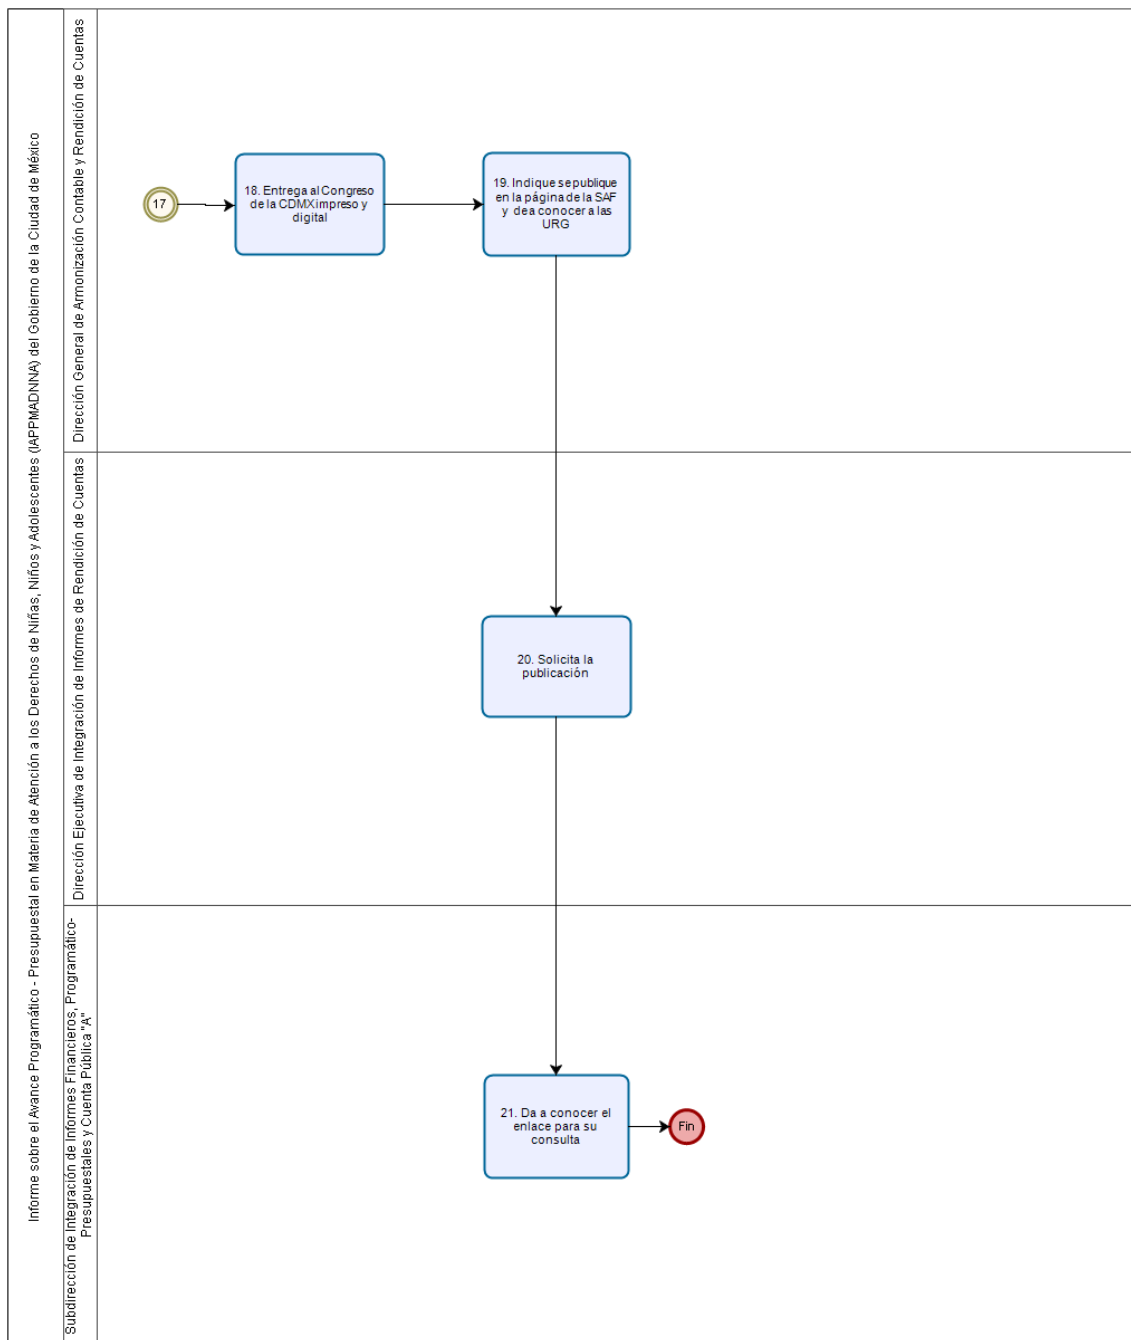 Informe sobre el Avance Programático - Presupuestal en Materia de Atención a los Derechos de Niñas, Niños y Adolescentes (IAPPMADNNA) del Gobierno de la Ciudad de México
Dirección General de Armonización Contable y Rendición de Cuentas
17
18. Entrega al Congreso
de la CDMX impreso y
digital
19. Indique se publique
en la página de la SAF
y dea conocer a las
URG
Dirección Ejecutiva de Integración de Informes de Rendición de Cuentas
20. Solicita la
publicación
Subdirección de Integración de Informes Financieros, Programático-
Presupuestales y Cuenta Pública "A"
21. Da a conocer el
enlace para su
consulta
Fin